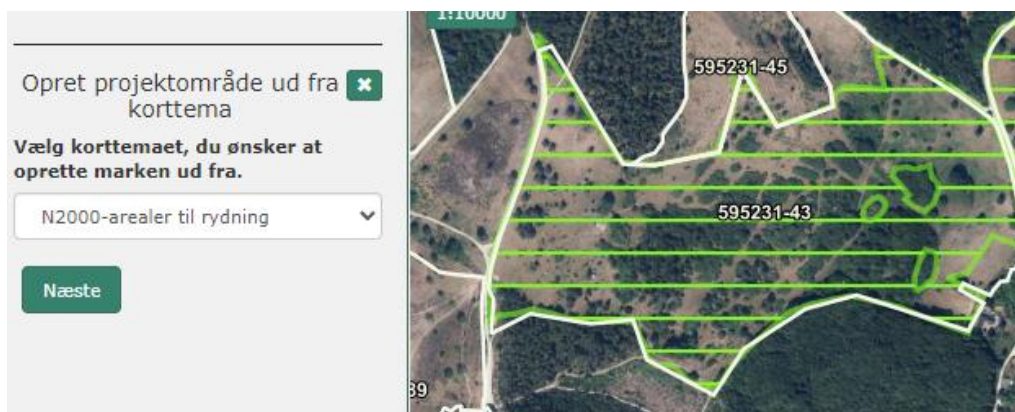 Opret projektområde ud fra
korttema
Vælg korttemaet, du ønsker at
oprette marken ud fra.
N2000-arealer til rydning
Næste
1:10000
595231-45
595231-43
39